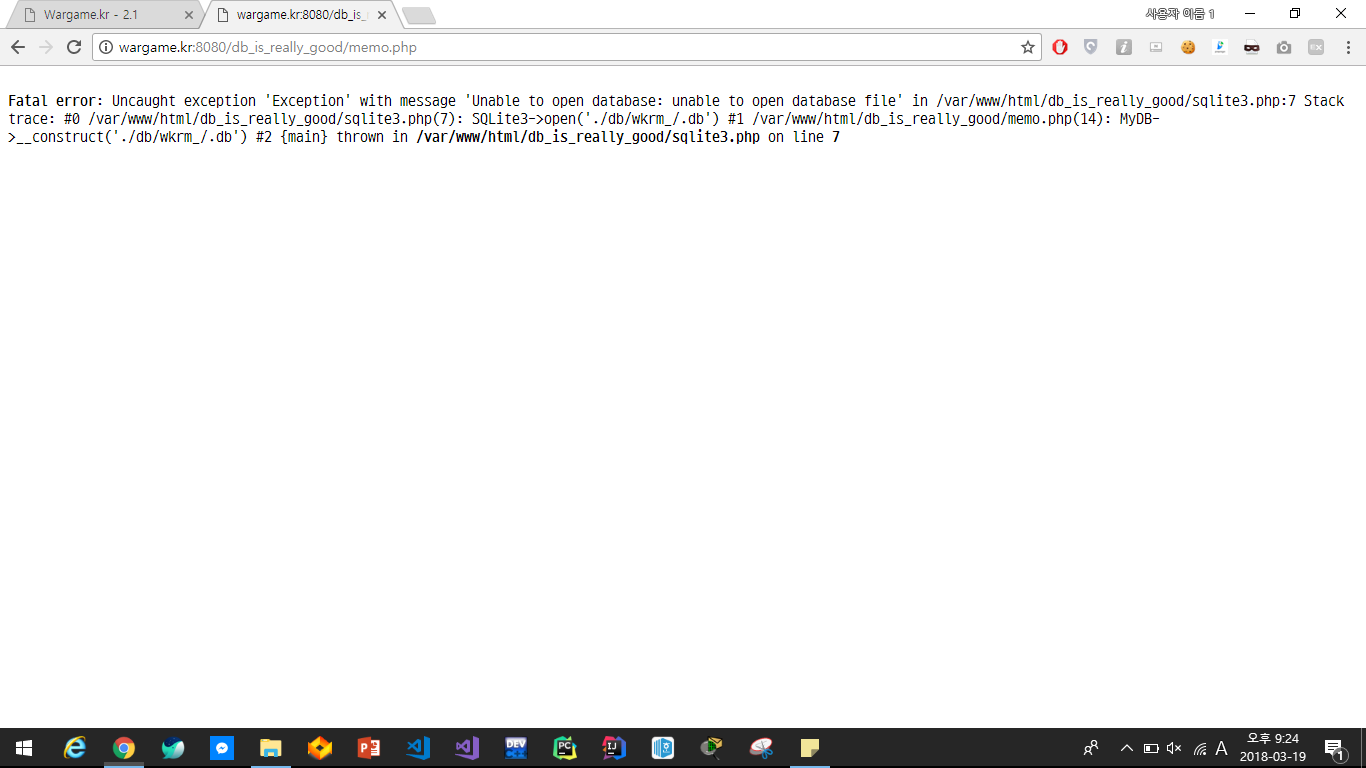 Wargame.kr - 2.1
wargame.kr:8080/db_is_
사용자 이름 1
wargame.kr:8080/db_is_really_good/memo.php
Fatal error: Uncaught exception 'Exception' with message 'Unable to open database: unable to open database file' in /var/www/html/db_is_really_good/sqlite3.php:7 Stack
trace: #0 /var/www/html/db_is_really_good/sqlite3.php(7): SQLite3->open('./db/wkrm_/.db') #1 /var/www/html/db_is_really_good/memo.php(14): MyDB-
>__construct('./db/wkrm_/.db') #2 {main} thrown in /var/www/html/db_is_really_good/sqlite3.php on line 7
DEV
PC
IJ
A
오후 9:24
2018-03-19
1